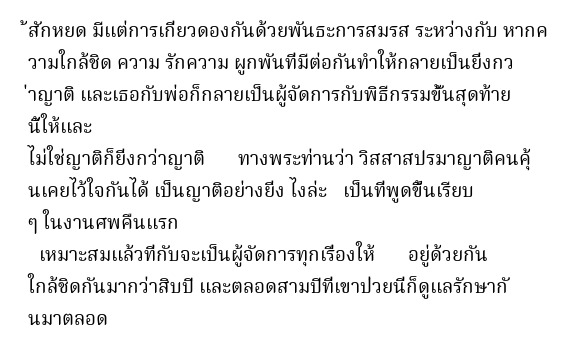 ้สักหยด มีแต่การเกี่ยวดองกันด้วยพันธะการสมรส ระหว่างกับ หากค
วามใกล้ชิด ความ รักความ ผูกพันที่มีต่อกันทำให้กลายเป็นยิ่งกว
่าญาติ และเธอกับพ่อก็กลายเป็นผู้จัดการกับพิธีกรรมขั้นสุดท้าย
นี้ให้และ
ไม่ใช่ญาติก็ยิ่งกว่าญาติ ทางพระท่านว่า วิสสาสปรมาญาติคนคุ้
นเคยไว้ใจกันได้ เป็นญาติอย่างยิ่ง ไงล่ะ เป็นที่พูดขึ้นเรียบ
ๆ ในงานศพคืนแรก
เหมาะสมแล้วที่กับจะเป็นผู้จัดการทุกเรื่องให้ อยู่ด้วยกัน
ใกล้ชิดกันมากว่าสิบปี และตลอดสามปีที่เขาป่วยนี่ก็ดูแลรักษากั
นมาตลอด